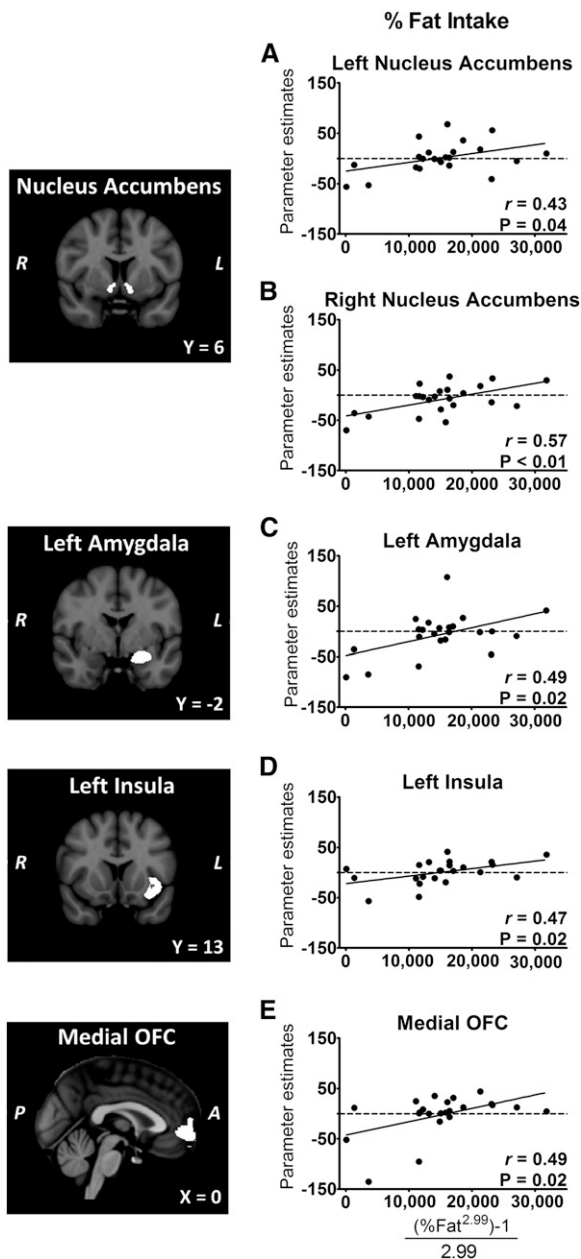 % Fat Intake
A
Left Nucleus Accumbens
Parameter estimates
150
50
-50
-150
r = 0.43
P = 0.04
0
10,000
20,000
30,000
Nucleus Accumbens
R
L
Y = 6
B
Right Nucleus Accumbens
Parameter estimates
150
50
-50
-150
r = 0.57
P < 0.01
0
10,000
20,000
30,000
Left Amygdala
R
L
Y = -2
C
Left Amygdala
Parameter estimates
150
50
-50
-150
r = 0.49
P = 0.02
0
10,000
20,000
30,000
Left Insula
R
L
Y = 13
D
Left Insula
Parameter estimates
150
50
-50
-150
r = 0.47
P = 0.02
0
10,000
20,000
30,000
Medial OFC
P
A
X = 0
E
Medial OFC
Parameter estimates
150
50
-50
-150
r = 0.49
P = 0.02
0
10,000
20,000
30,000
(%Fat^2.99)-1
2.99